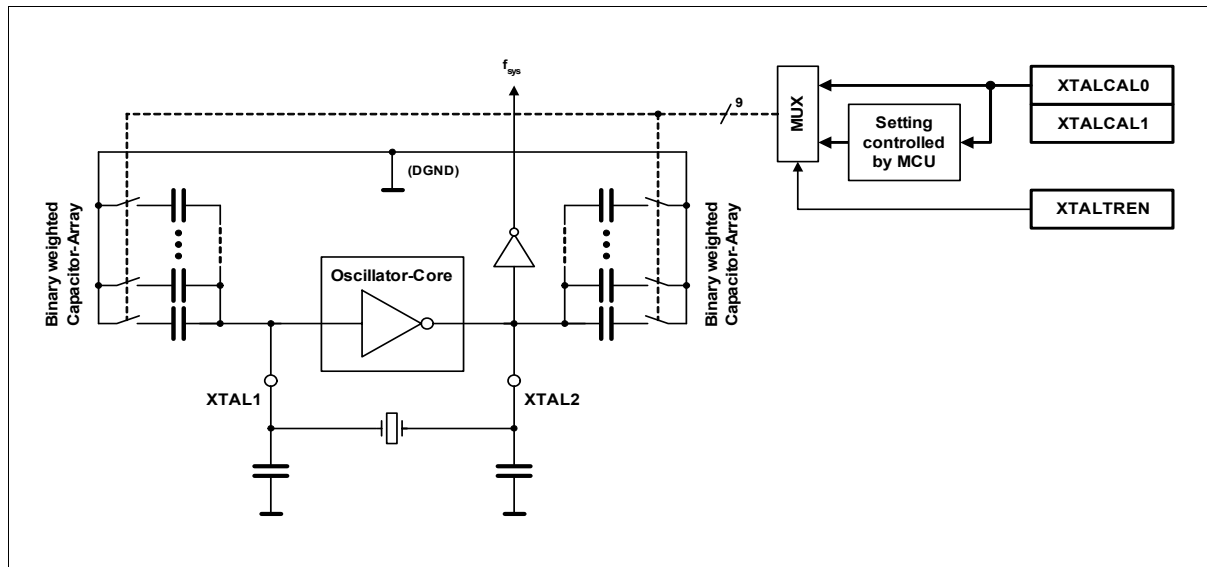 f_sys
9
MUX
XTALCAL0
XTALCAL1
Setting
controlled
by MCU
XTALTREN
(DGND)
Binary weighted
Capacitor-Array
Oscillator-Core
Binary weighted
Capacitor-Array
XTAL1
XTAL2